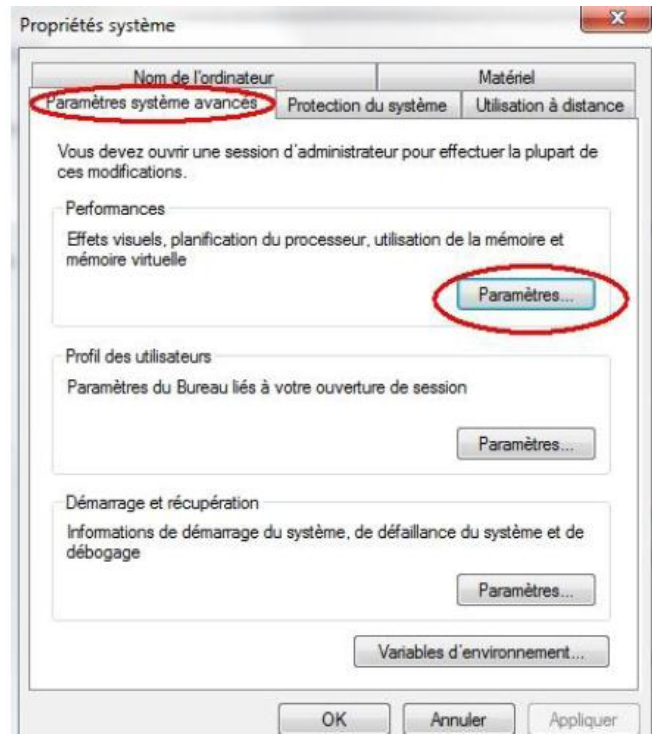 Propriétés système
Nom de l'ordinateur
Matériel
Paramètres système avancés
Protection du système
Utilisation à distance
Vous devez ouvrir une session d'administrateur pour effectuer la plupart de
ces modifications.
Performances
Effets visuels, planification du processeur, utilisation de la mémoire et
mémoire virtuelle
Paramètres...
Profil des utilisateurs
Paramètres du Bureau liés à votre ouverture de session
Paramètres...
Démarrage et récupération
Informations de démarrage du système, de défaillance du système et de
débogage
Paramètres...
Variables d'environnement...
OK
Annuler
Appliquer